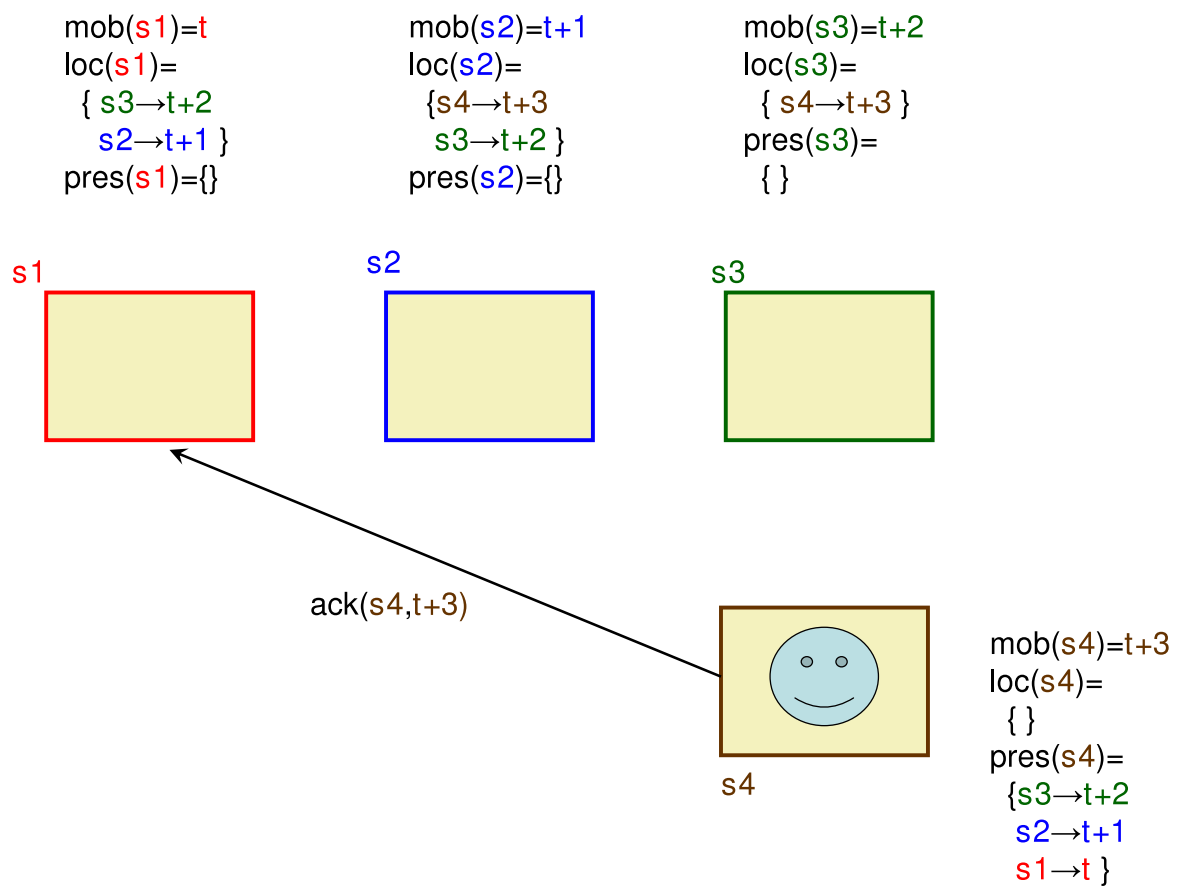 mob(s1)=t
loc(s1)=
{ s3→t+2
s2→t+1 }
pres(s1)={}
mob(s2)=t+1
loc(s2)=
{s4→t+3
s3→t+2 }
pres(s2)={}
mob(s3)=t+2
loc(s3)=
{ s4→t+3 }
pres(s3)=
{ }
s1
s2
s3
ack(s4,t+3)
s4
mob(s4)=t+3
loc(s4)=
{ }
pres(s4)=
{s3→t+2
s2→t+1
s1→t }